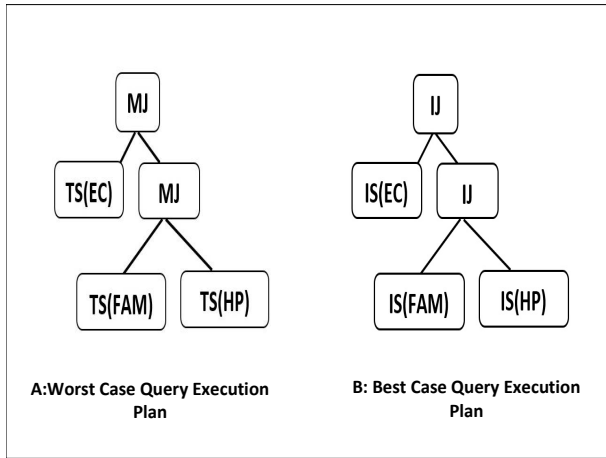 MJ
TS(EC) MJ
TS(FAM) TS(HP)
A:Worst Case Query Execution
Plan
IJ
IS(EC) IJ
IS(FAM) IS(HP)
B: Best Case Query Execution
Plan